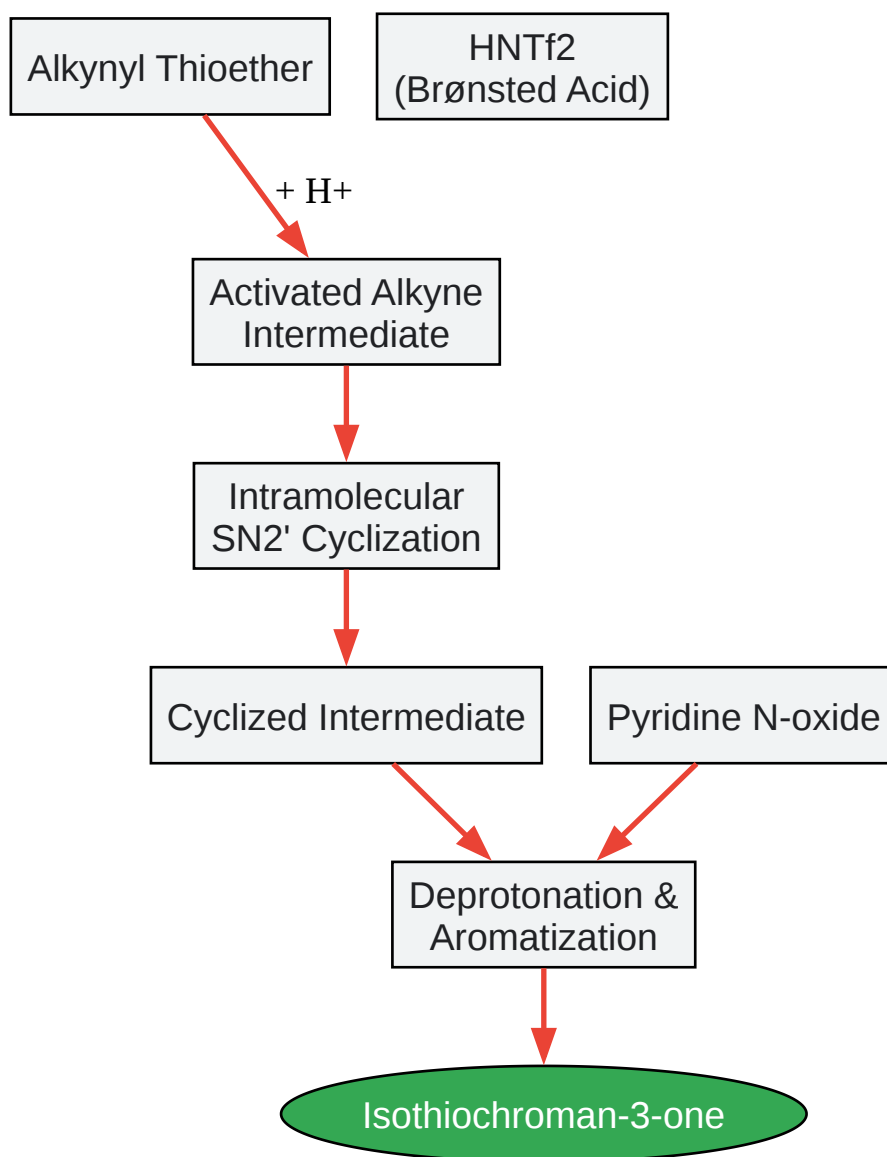 Alkynyl Thioether
HNTf2
(Brønsted Acid)
+ H+
Activated Alkyne
Intermediate
Intramolecular
SN2' Cyclization
Cyclized Intermediate
Pyridine N-oxide
Deprotonation &
Aromatization
Isothiochroman-3-one